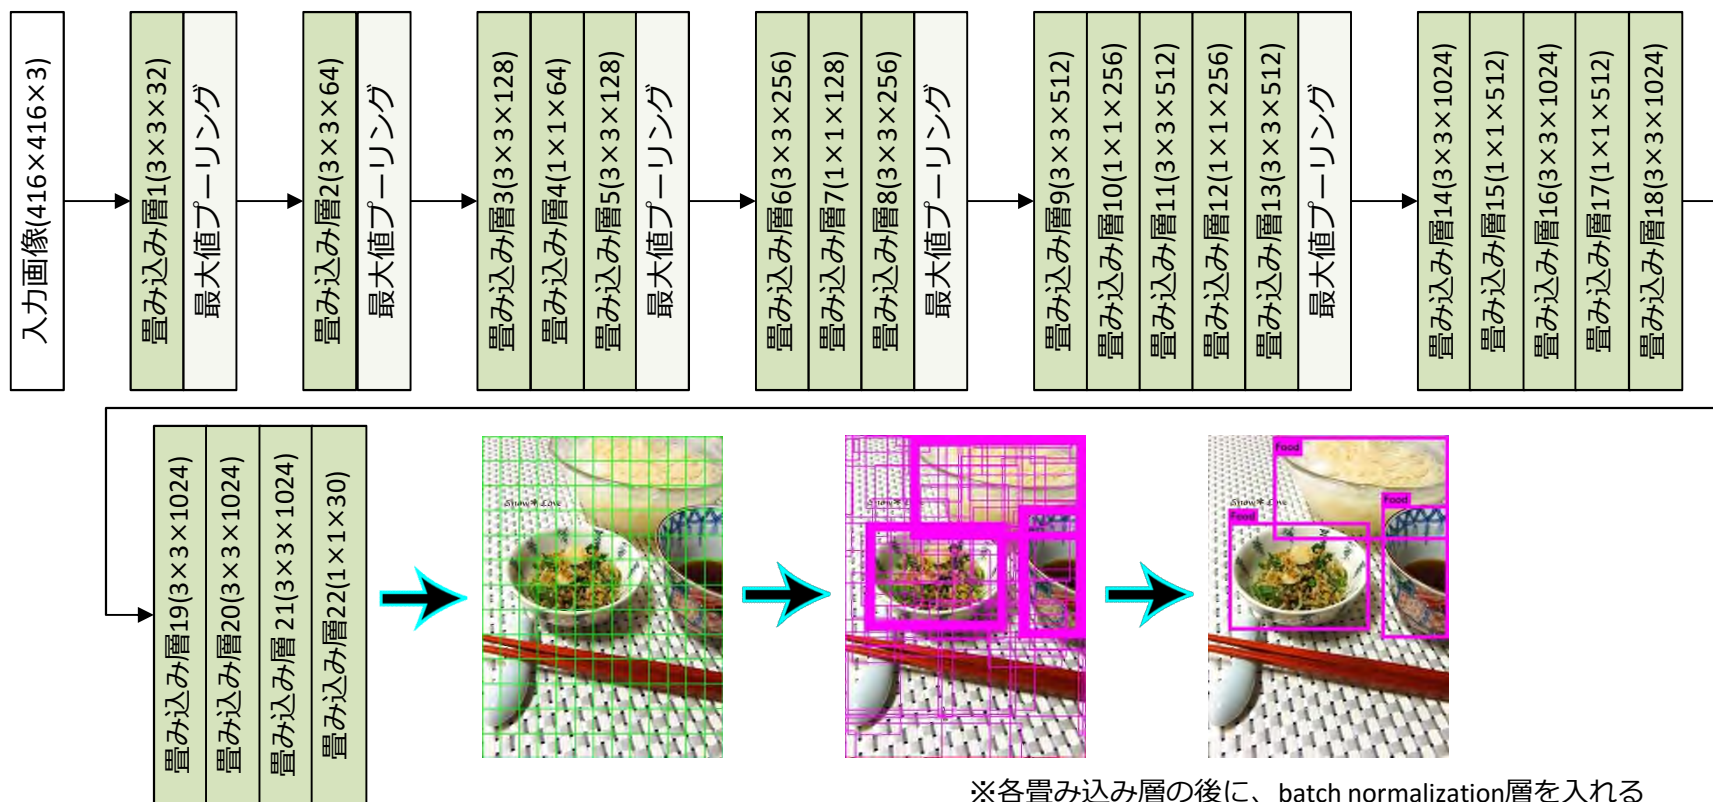 入力画像(416×416×3)
畳み込み層1(3×3×32)
最大値プーリング
畳み込み層2(3×3×64)
最大値プーリング
畳み込み層3(3×3×128)
畳み込み層4(1×1×64)
畳み込み層5(3×3×128)
最大値プーリング
畳み込み層6(3×3×256)
畳み込み層7(1×1×128)
畳み込み層8(3×3×256)
最大値プーリング
畳み込み層9(3×3×512)
畳み込み層10(1×1×256)
畳み込み層11(3×3×512)
畳み込み層12(1×1×256)
畳み込み層13(3×3×512)
最大値プーリング
畳み込み層14(3×3×1024)
畳み込み層15(1×1×512)
畳み込み層16(3×3×1024)
畳み込み層17(1×1×512)
畳み込み層18(3×3×1024)
畳み込み層19(3×3×1024)
畳み込み層20(3×3×1024)
畳み込み層 21(3×3×1024)
畳み込み層22(1×1×30)
Food
Food
Food
※各畳み込み層の後に、batch normalization層を入れる